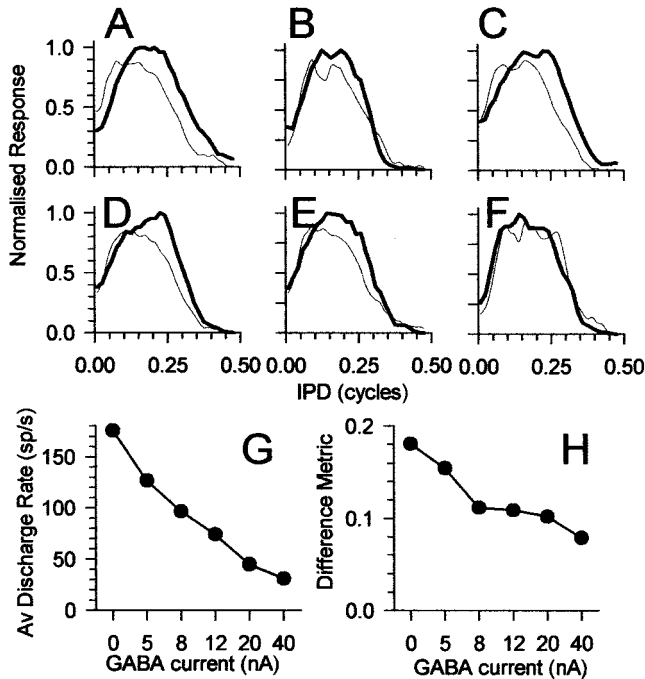 A B C
Normalised Response
1.0
0.5
0.0
D E F
1.0
0.5
0.0
0.00 0.25 0.50 0.00 0.25 0.50 0.00 0.25 0.50
IPD (cycles)
G
Av Discharge Rate (sp/s)
150
100
50
0
0 5 8 12 20 40
GABA current (nA)
H
Difference Metric
0.2
0.1
0.0
0 5 8 12 20 40
GABA current (nA)